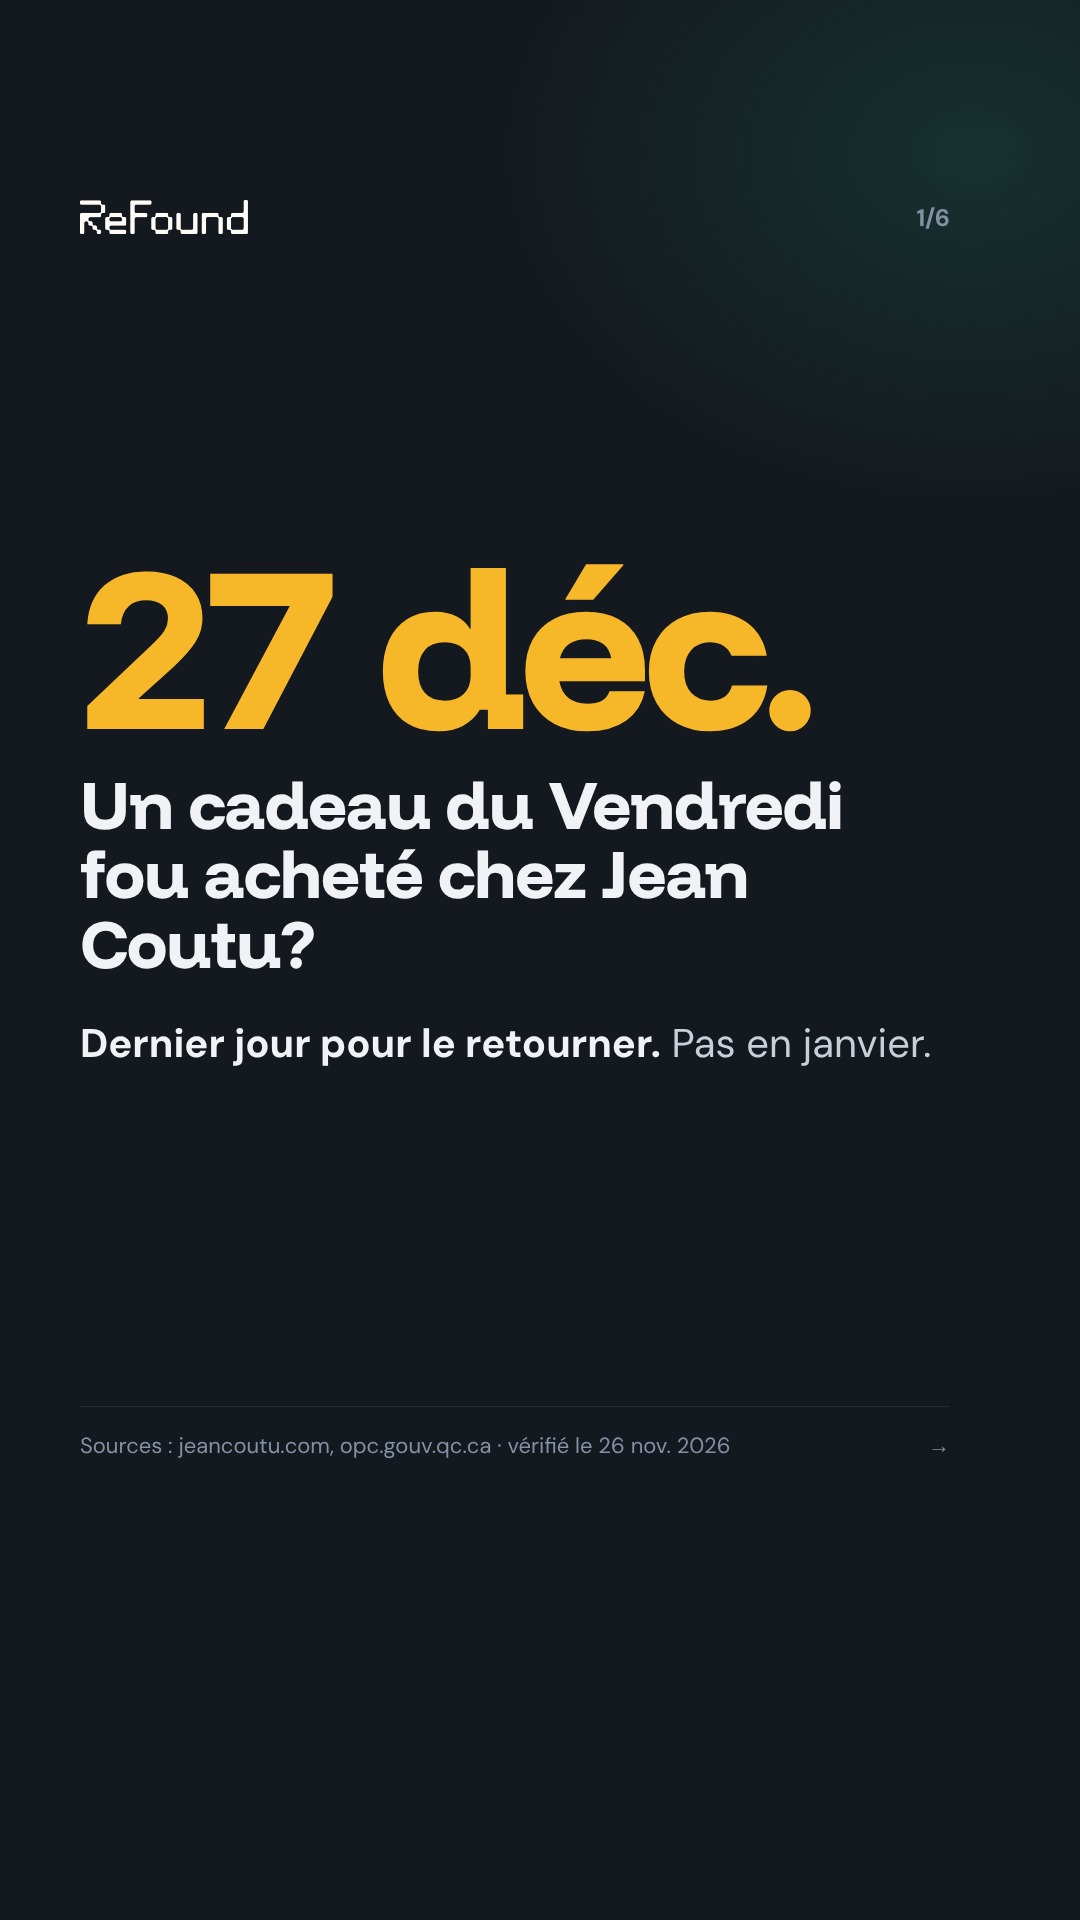 ReFound
1/6
27 déc.
Un cadeau du Vendredi
fou acheté chez Jean
Coutu?
Dernier jour pour le retourner. Pas en janvier.
Sources : jeancoutu.com, opc.gouv.qc.ca · vérifié le 26 nov. 2026 →